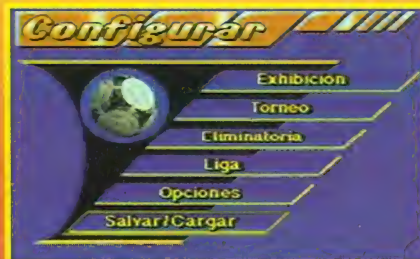 Configurar
Exhibicion
Torneo
Eliminatoria
Liga
Opciones
Salvar/Cargar